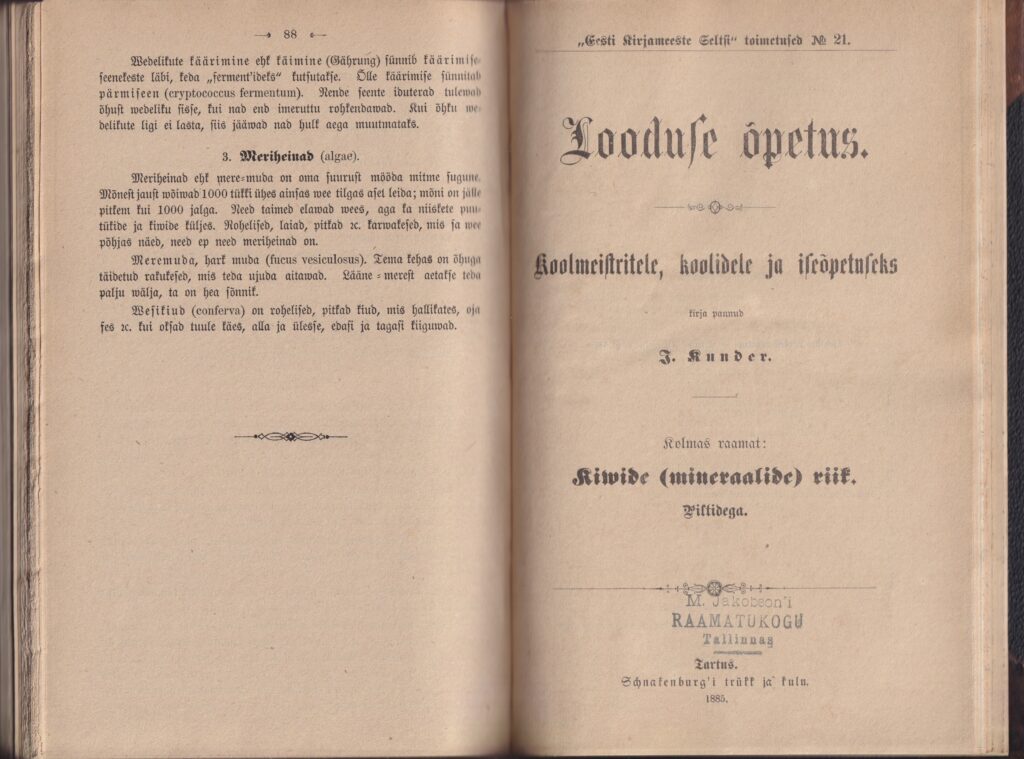 88
Wedelikute käärimine ehk käimine (Gährung) sünnib käärimise
seenekeste läbi, keda „ferment'ideks“ kutsutakse. Õlle käärimise sünnitab
pärmiseen (cryptococcus fermentum). Nende seente iduterad tulewad
õhust wedeliku sisse, kui nad end imeruttu rohkendawad. Kui õhku we-
delikute ligi ei lasta, siis jääwad nad hulk aega muutmataks.
3. Meriheinad (algae).
Meriheinad ehk mere-muda on oma suurust mööda mitme sugune.
Mõnest jaust wõiwad 1000 tükki ühes ainsas wee tilgas aset leida; mõni on jälle
pitkem kui 1000 jalga. Need taimed elawad wees, aga ka niiskete puu-
tükide ja kiwide küljes. Rohelised, laiad, pitkad ꝛc. karwakesed, mis sa wee
põhjas näed, need ep need meriheinad on.
Meremuda, hark muda (fucus vesiculosus). Tema kehas on õhuga
täidetud rakukesed, mis teda ujuda aitawad. Lääne-merest aetakse teda
palju wälja, ta on hea sõnnik.
Wesikiud (conferva) on rohelised, pitkad kiud, mis hallikates, oja
ses ꝛc. kui oksad tuule käes, alla ja ülesse, edasi ja tagasi kiiguwad.
„Eesti Kirjameeste Seltsi“ toimetused № 21.
Looduse õpetus.
Koolmeistritele, koolidele ja iseõpetuseks
kirja pannud
J. Kunder.
Kolmas raamat:
Kiwide (mineraalide) riik.
Piltidega.
M. Jakobson'i
RAAMATUKOGU
Tallinnas
Tartus.
Schnakenburg'i trükk ja kulu.
1885.